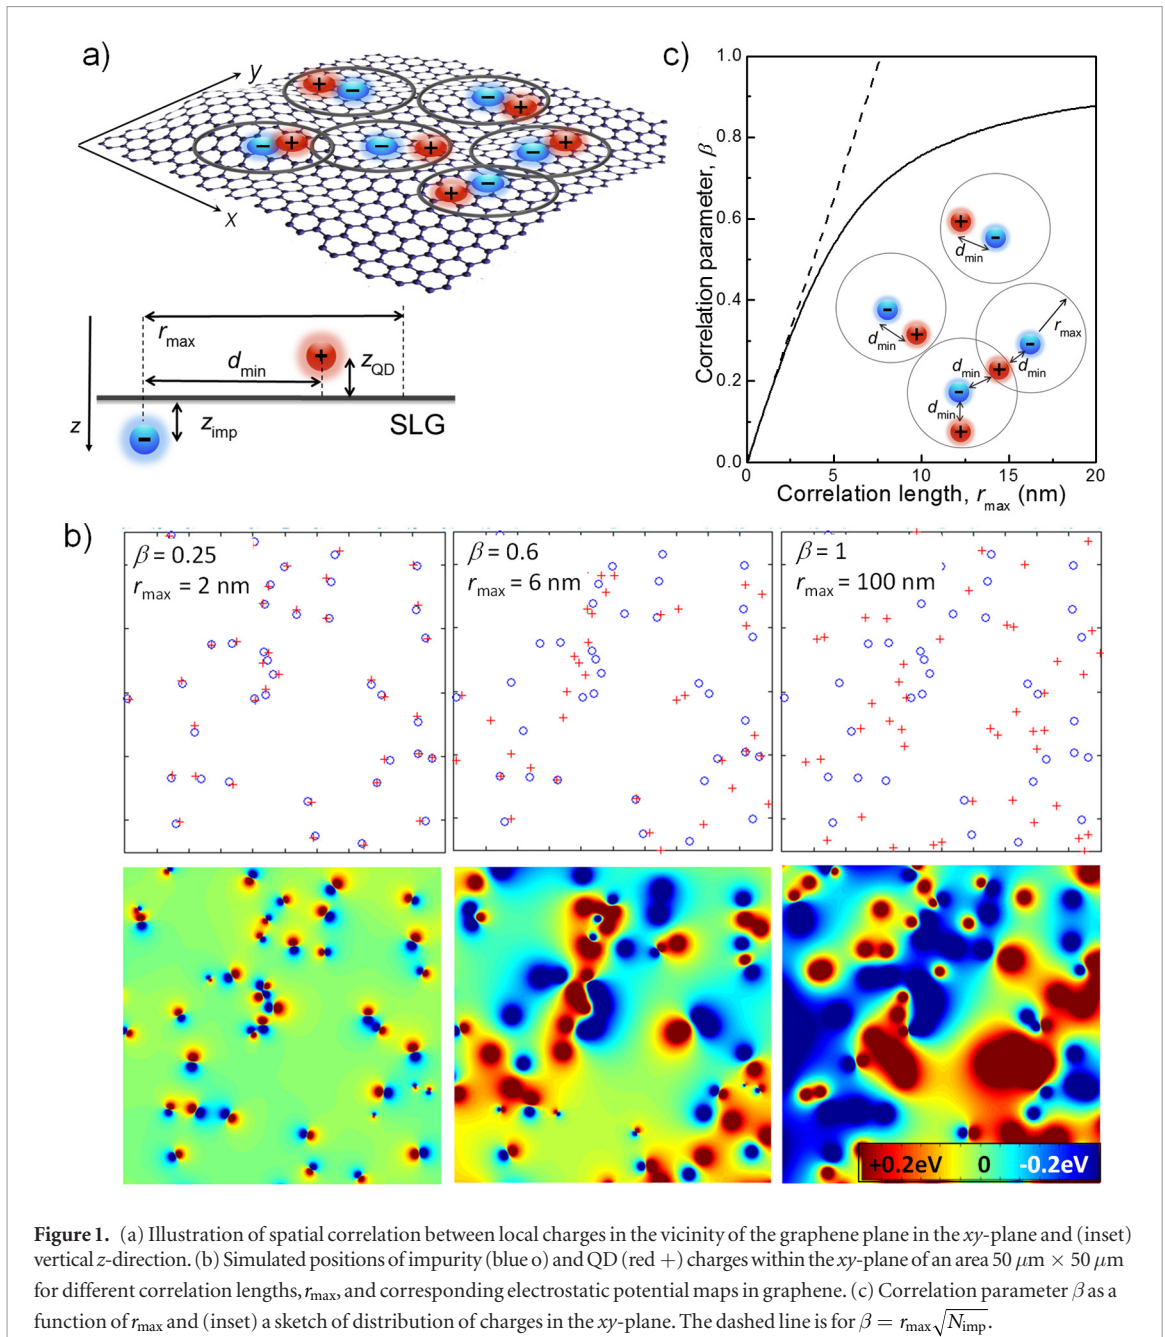 a)
y
x
+
−
−
+
−
+
−
+
−
+
+
−
z
r_max
d_min
+
z_QD
z_imp
−
SLG
c)
Correlation parameter, β
1.0
0.8
0.6
0.4
0.2
0.0
+
−
d_min
−
+
d_min
r_max
−
d_min
+
d_min
−
d_min
+
0 5 10 15 20
Correlation length, r_max (nm)
b)
β = 0.25
r_max = 2 nm
β = 0.6
r_max = 6 nm
β = 1
r_max = 100 nm
+0.2eV 0 -0.2eV
Figure 1. (a) Illustration of spatial correlation between local charges in the vicinity of the graphene plane in the xy-plane and (inset)
vertical z-direction. (b) Simulated positions of impurity (blue o) and QD (red +) charges within the xy-plane of an area 50 μm × 50 μm
for different correlation lengths, r_max, and corresponding electrostatic potential maps in graphene. (c) Correlation parameter β as a
function of r_max and (inset) a sketch of distribution of charges in the xy-plane. The dashed line is for β = r_max√N_imp.